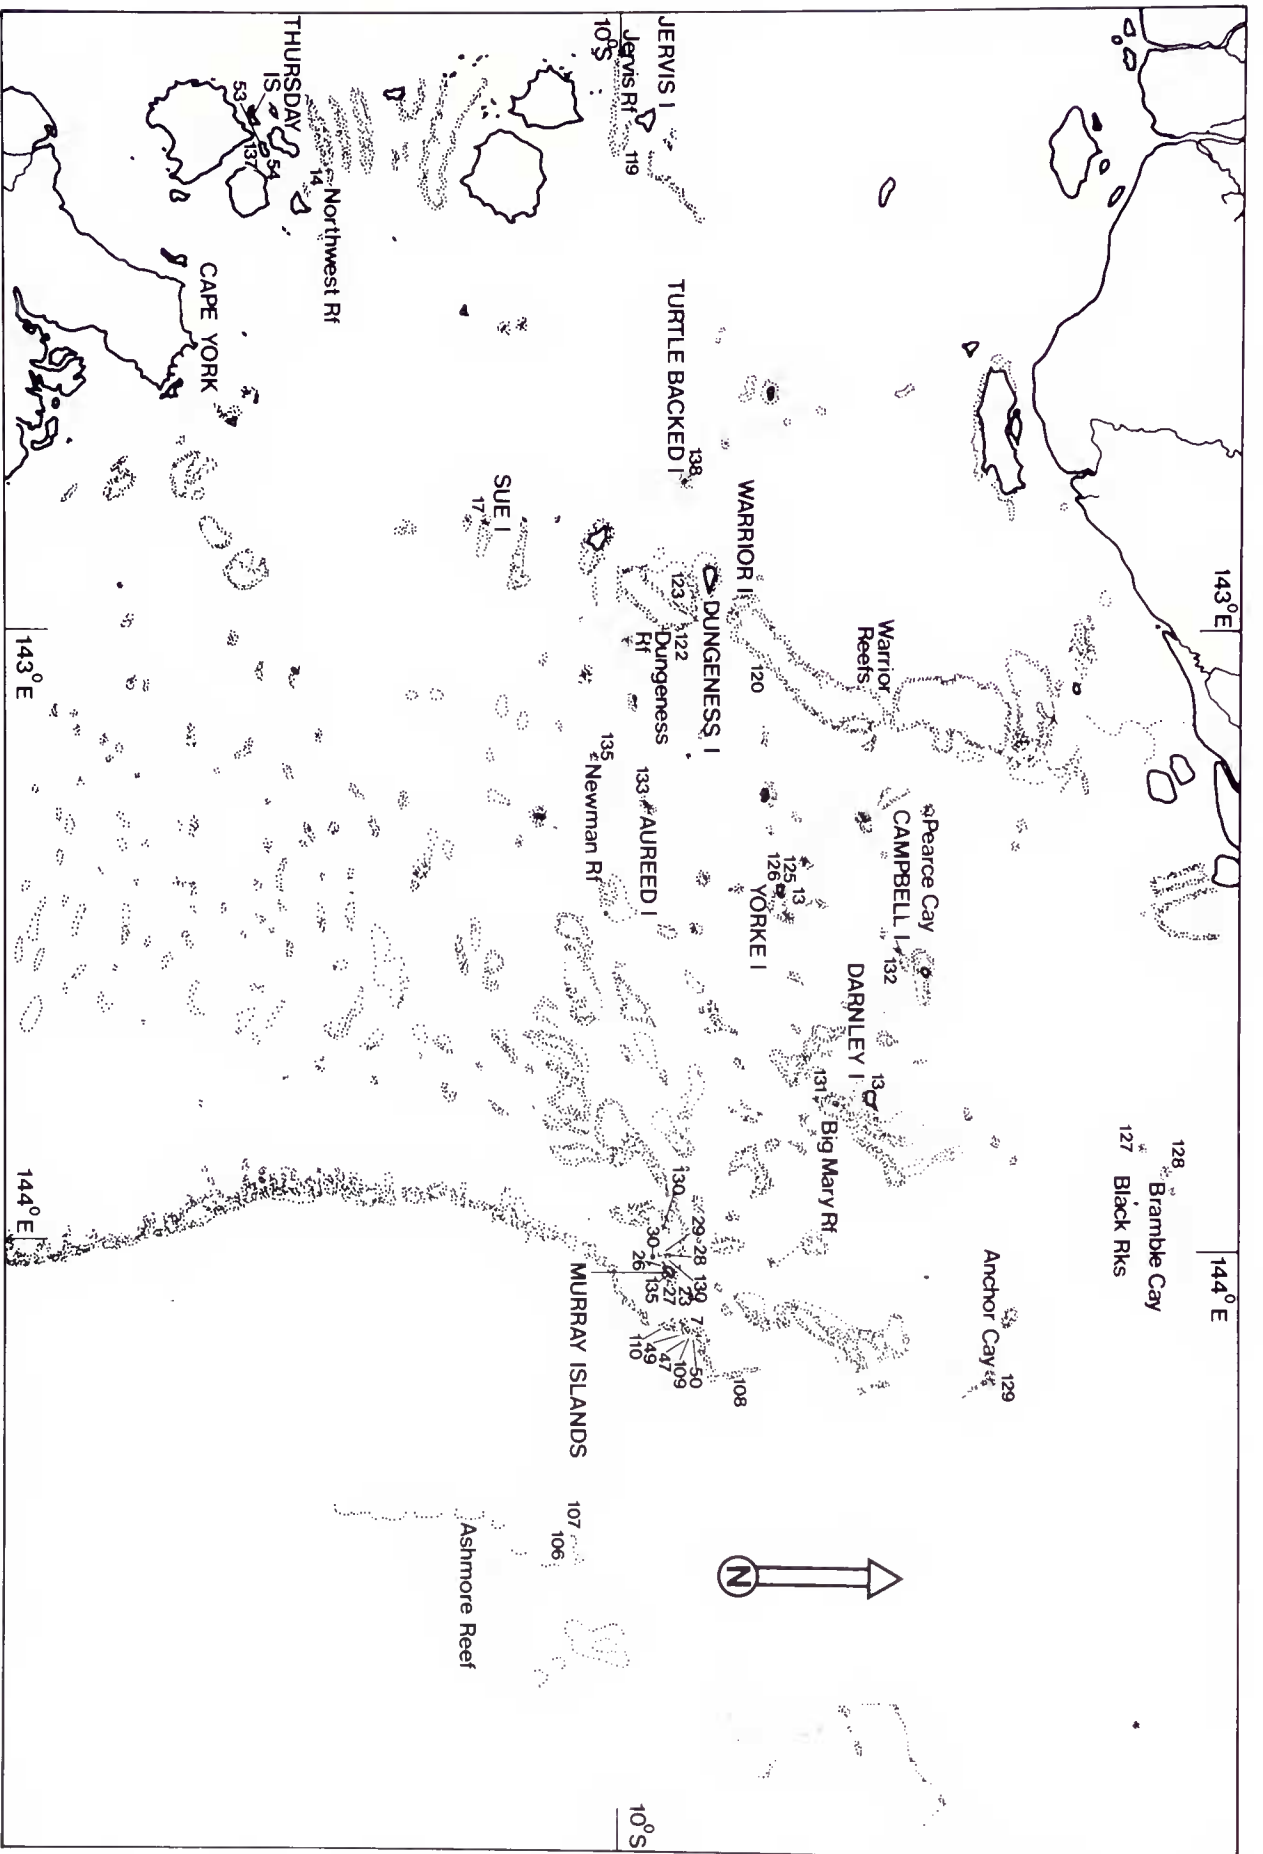 143°E
144°E
128
Bramble Cay
127
Black Rks
Anchor Cay
129
Pearce Cay
CAMPBELL I
132
Warrior
Reefs
DARNLEY I
13
131
Big Mary Rf
WARRIOR I
120
125
13
126
YORKE I
DUNGENESS I
138
TURTLE BACKED I
123
122
Dungeness
Rf
JERVIS I
Jervis Rf
119
10°S
133
AUREED I
135
Newman Rf
130
29
28
30
26
130
135
27
23
7
50
109
47
49
110
108
MURRAY ISLANDS
10°S
107
106
Ashmore Reef
SUE I
17
N
Northwest Rf
14
THURSDAY
IS
53
54
137
CAPE YORK
143°E
144°E